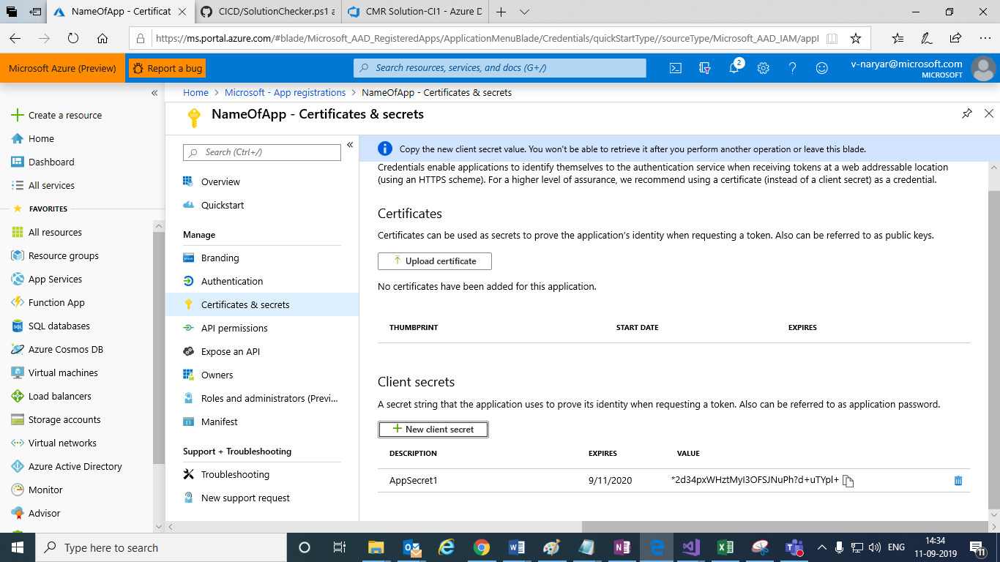 NameOfApp - Certificat
CICD/SolutionChecker.ps1 a
CMR Solution-CI1 - Azure D
https://ms.portal.azure.com/#blade/Microsoft_AAD_RegisteredApps/ApplicationMenuBlade/Credentials/quickStartType//sourceType/Microsoft_AAD_IAM/appI
Microsoft Azure (Preview)
Report a bug
Search resources, services, and docs (G+/)
2
v-naryar@microsoft.com
MICROSOFT
Home > Microsoft - App registrations > NameOfApp - Certificates & secrets
Create a resource
Home
Dashboard
All services
FAVORITES
All resources
Resource groups
App Services
Function App
SQL databases
Azure Cosmos DB
Virtual machines
Load balancers
Storage accounts
Virtual networks
Azure Active Directory
Monitor
Advisor
NameOfApp - Certificates & secrets
Search (Ctrl+/)
Overview
Quickstart
Manage
Branding
Authentication
Certificates & secrets
API permissions
Expose an API
Owners
Roles and administrators (Previ...
Manifest
Support + Troubleshooting
Troubleshooting
New support request
Copy the new client secret value. You won't be able to retrieve it after you perform another operation or leave this blade.
Credentials enable applications to identify themselves to the authentication service when receiving tokens at a web addressable location
(using an HTTPS scheme). For a higher level of assurance, we recommend using a certificate (instead of a client secret) as a credential.
Certificates
Certificates can be used as secrets to prove the application's identity when requesting a token. Also can be referred to as public keys.
Upload certificate
No certificates have been added for this application.
THUMBPRINT START DATE EXPIRES
Client secrets
A secret string that the application uses to prove its identity when requesting a token. Also can be referred to as application password.
New client secret
DESCRIPTION EXPIRES VALUE
AppSecret1 9/11/2020 *2d34pxWHztMyI3OFSJNuPh?d+uTYpl+
Type here to search
ENG
14:34
11-09-2019
11